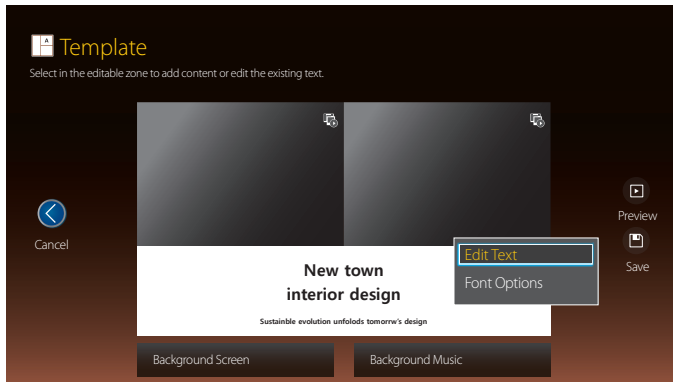 Template
Select in the editable zone to add content or edit the existing text.
Cancel
Preview
Save
Edit Text
Font Options
New town
interior design
Sustainble evolution unfolods tomorrw's design
Background Screen
Background Music